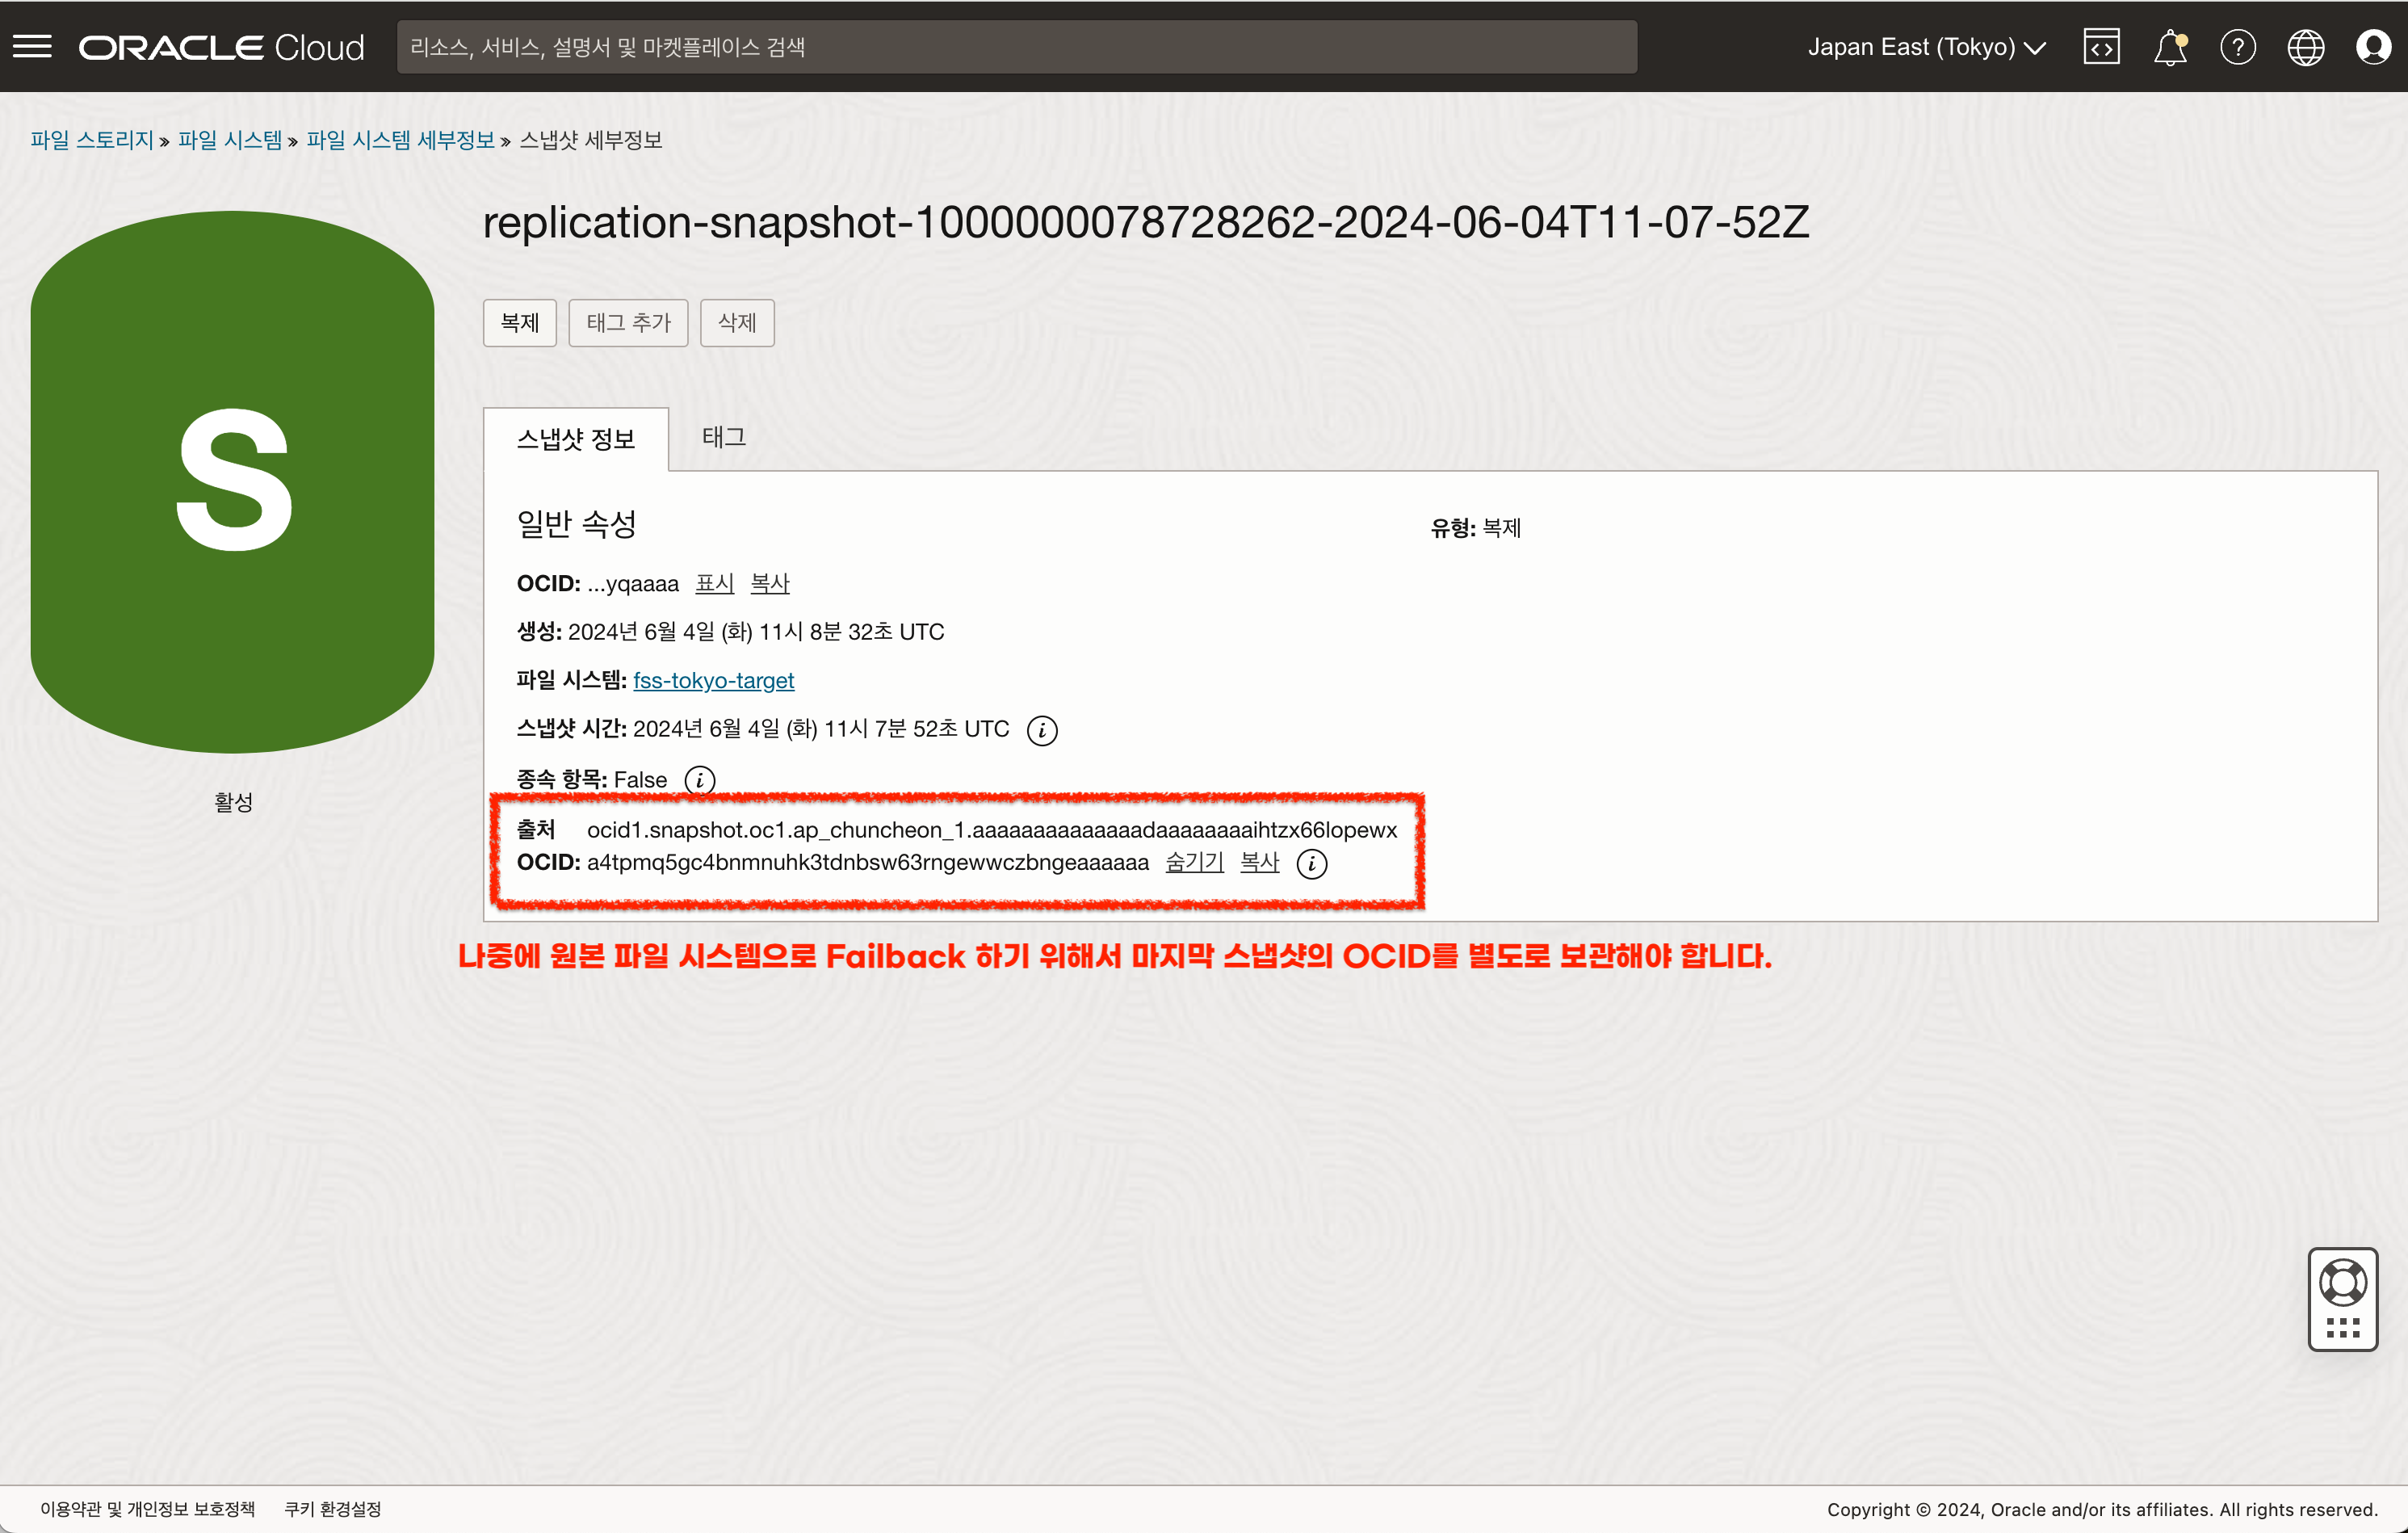 ORACLE Cloud
리소스, 서비스, 설명서 및 마켓플레이스 검색
Japan East (Tokyo)
파일 스토리지 » 파일 시스템 » 파일 시스템 세부정보 » 스냅샷 세부정보
replication-snapshot-1000000078728262-2024-06-04T11-07-52Z
복제 태그 추가 삭제
S
활성
스냅샷 정보 태그
일반 속성
유형: 복제
OCID: ...yqaaaa 표시 복사
생성: 2024년 6월 4일 (화) 11시 8분 32초 UTC
파일 시스템: fss-tokyo-target
스냅샷 시간: 2024년 6월 4일 (화) 11시 7분 52초 UTC
종속 항목: False
출처 ocid1.snapshot.oc1.ap_chuncheon_1.aaaaaaaaaaaaaadaaaaaaaaihtzx66lopewx
OCID: a4tpmq5gc4bnmnuhk3tdnbsw63rngewwczbngeaaaaaa 숨기기 복사
나중에 원본 파일 시스템으로 Failback 하기 위해서 마지막 스냅샷의 OCID를 별도로 보관해야 합니다.
이용약관 및 개인정보 보호정책 쿠키 환경설정
Copyright © 2024, Oracle and/or its affiliates. All rights reserved.